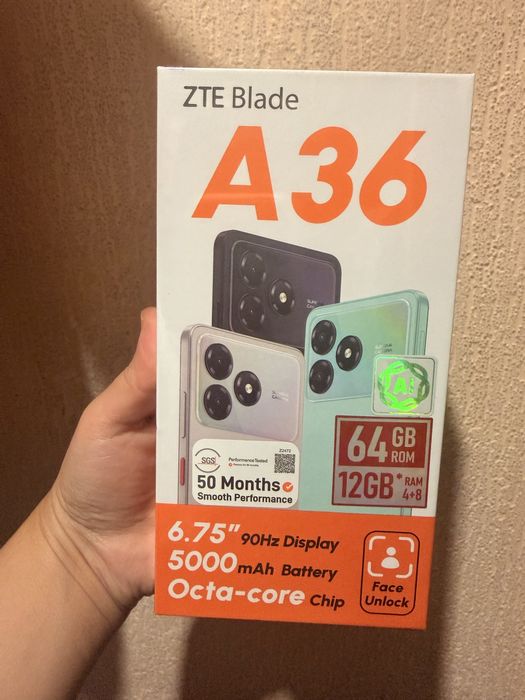 ZTE Blade
A36
SGS
Performance Tested
50 Months
Smooth Performance
AI
64 GB ROM
12GB* RAM 4+8
6.75" 90Hz Display
5000mAh Battery
Octa-core Chip
Face
Unlock